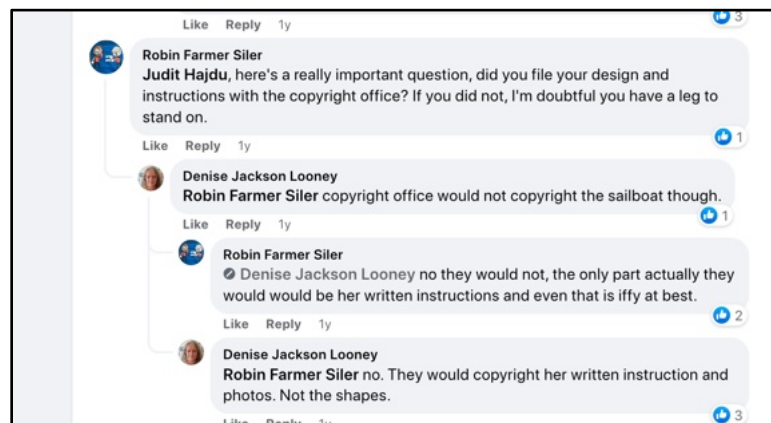 Like Reply 1y
3
Robin Farmer Siler
Judit Hajdu, here's a really important question, did you file your design and
instructions with the copyright office? If you did not, I'm doubtful you have a leg to
stand on.
1
Like Reply 1y
Denise Jackson Looney
Robin Farmer Siler copyright office would not copyright the sailboat though.
1
Like Reply 1y
Robin Farmer Siler
Denise Jackson Looney no they would not, the only part actually they
would would be her written instructions and even that is iffy at best.
2
Like Reply 1y
Denise Jackson Looney
Robin Farmer Siler no. They would copyright her written instruction and
photos. Not the shapes.
3
Like Reply 1y